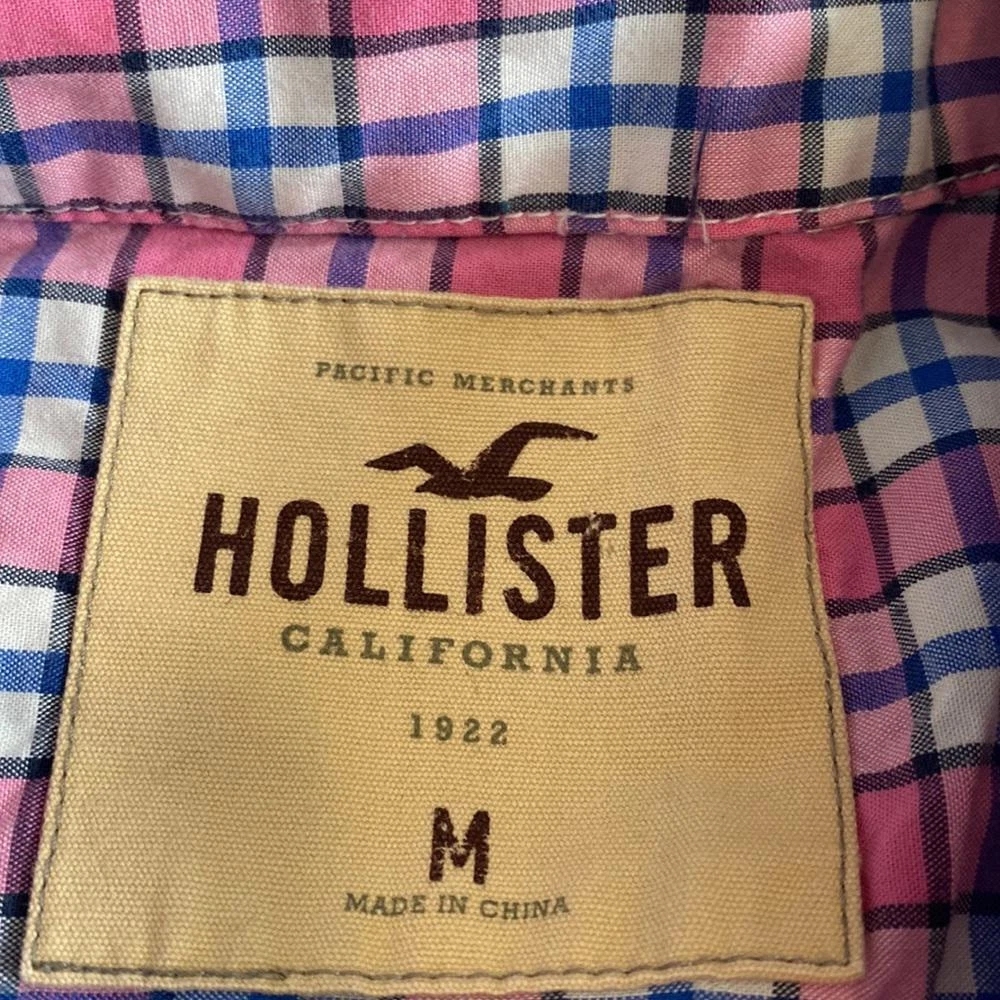 PACIFIC MERCHANTS
HOLLISTER
CALIFORNIA
1922
M
MADE IN CHINA